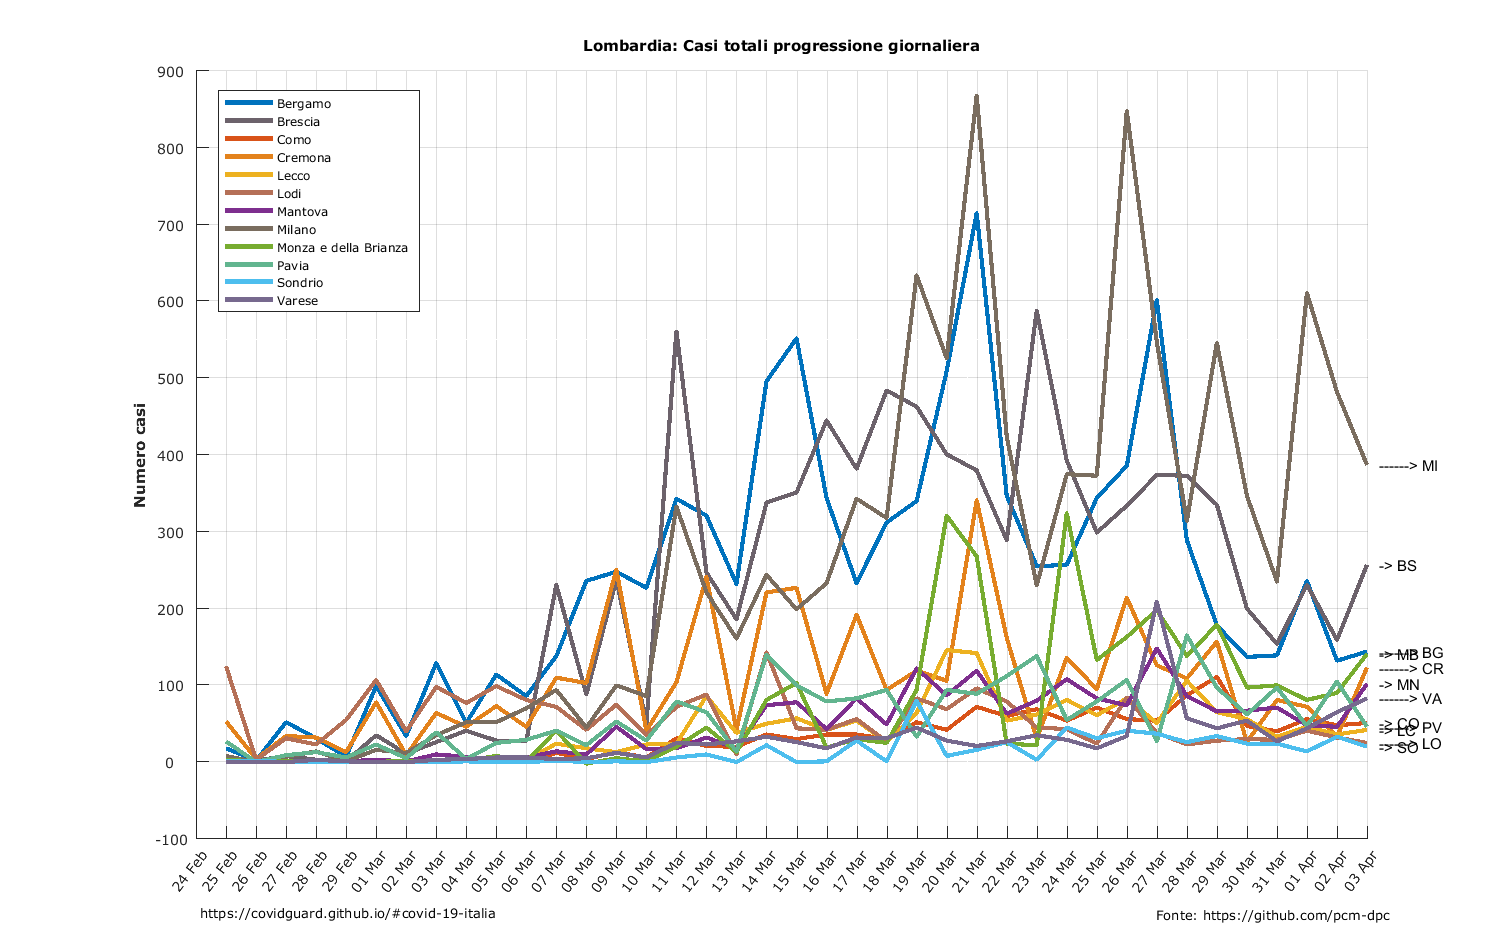 Lombardia: Casi totali progressione giornaliera
Numero casi
900
800
700
600
500
400
300
200
100
0
-100
Bergamo
Brescia
Como
Cremona
Lecco
Lodi
Mantova
Milano
Monza e della Brianza
Pavia
Sondrio
Varese
------> MI
-> BS
------> BG
-> MB
------> CR
-> MN
------> VA
-> CO
------> PV
-> LC
------> LO
-> SO
24 Feb
25 Feb
26 Feb
27 Feb
28 Feb
29 Feb
01 Mar
02 Mar
03 Mar
04 Mar
05 Mar
06 Mar
07 Mar
08 Mar
09 Mar
10 Mar
11 Mar
12 Mar
13 Mar
14 Mar
15 Mar
16 Mar
17 Mar
18 Mar
19 Mar
20 Mar
21 Mar
22 Mar
23 Mar
24 Mar
25 Mar
26 Mar
27 Mar
28 Mar
29 Mar
30 Mar
31 Mar
01 Apr
02 Apr
03 Apr
https://covidguard.github.io/#covid-19-italia
Fonte: https://github.com/pcm-dpc